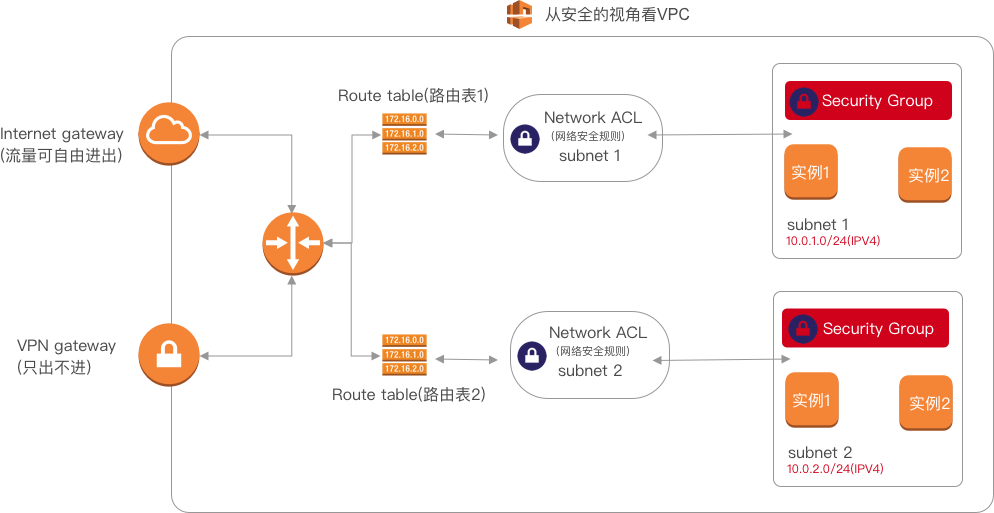 从安全的视角看VPC
Internet gateway
(流量可自由进出)
VPN gateway
(只出不进)
Route table(路由表1)
172.16.0.0
172.16.1.0
172.16.2.0
Network ACL
(网络安全规则)
subnet 1
Security Group
实例1
实例2
subnet 1
10.0.1.0/24(IPV4)
172.16.0.0
172.16.1.0
172.16.2.0
Route table(路由表2)
Network ACL
(网络安全规则)
subnet 2
Security Group
实例1
实例2
subnet 2
10.0.2.0/24(IPV4)